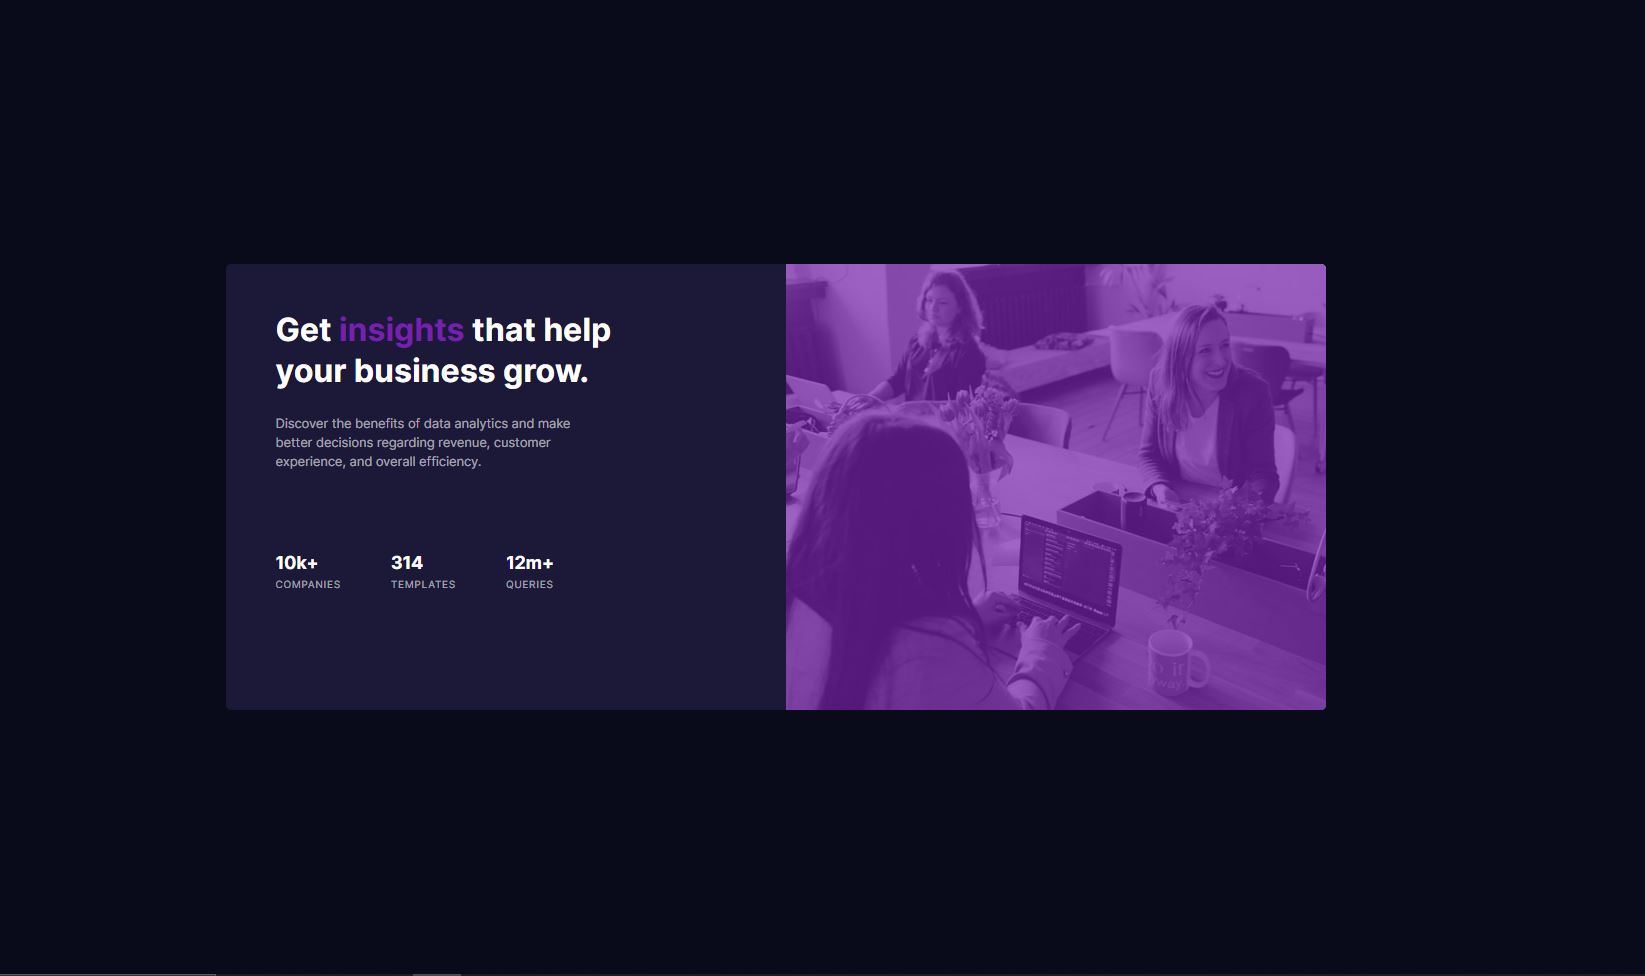 Get insights that help
your business grow.
Discover the benefits of data analytics and make
better decisions regarding revenue, customer
experience, and overall efficiency.
10k+ 314 12m+
COMPANIES TEMPLATES QUERIES